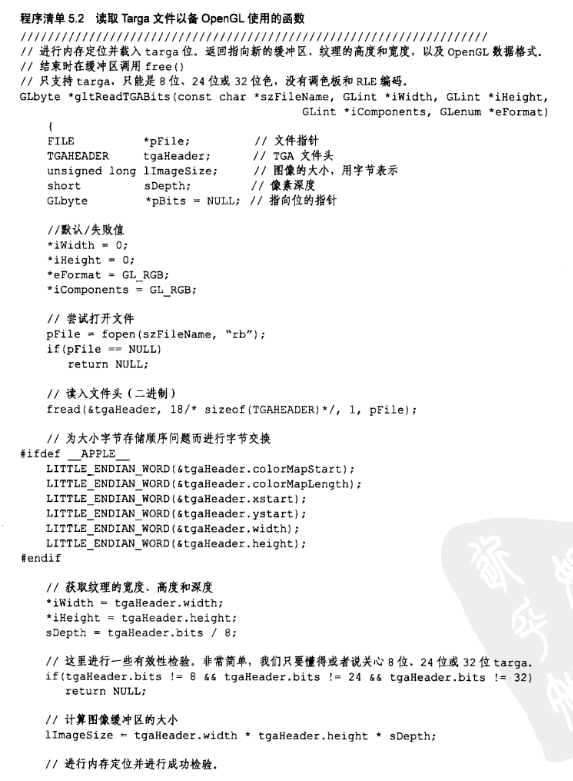 程序清单 5.2 读取 Targa 文件以备 OpenGL 使用的函数
////////////////////////////////////////////////////////////////////
// 进行内存定位并载入 targa 位。返回指向新的缓冲区、纹理的高度和宽度，以及 OpenGL 数据格式。
// 结束时在缓冲区调用 free()
// 只支持 targa，只能是 8 位、24 位或 32 位色，没有调色板和 RLE 编码。
GLbyte *gltReadTGABits(const char *szFileName, GLint *iWidth, GLint *iHeight,
GLint *iComponents, GLenum *eFormat)
{
FILE *pFile; // 文件指针
TGAHEADER tgaHeader; // TGA 文件头
unsigned long lImageSize; // 图像的大小，用字节表示
short sDepth; // 像素深度
GLbyte *pBits = NULL; // 指向位的指针
//默认/失败值
*iWidth = 0;
*iHeight = 0;
*eFormat = GL_RGB;
*iComponents = GL_RGB;
// 尝试打开文件
pFile = fopen(szFileName, “rb”);
if(pFile == NULL)
return NULL;
// 读入文件头（二进制）
fread(&tgaHeader, 18/* sizeof(TGAHEADER)*/, 1, pFile);
// 为大小字节存储顺序问题而进行字节交换
#ifdef __APPLE__
LITTLE_ENDIAN_WORD(&tgaHeader.colorMapStart);
LITTLE_ENDIAN_WORD(&tgaHeader.colorMapLength);
LITTLE_ENDIAN_WORD(&tgaHeader.xstart);
LITTLE_ENDIAN_WORD(&tgaHeader.ystart);
LITTLE_ENDIAN_WORD(&tgaHeader.width);
LITTLE_ENDIAN_WORD(&tgaHeader.height);
#endif
// 获取纹理的宽度、高度和深度
*iWidth = tgaHeader.width;
*iHeight = tgaHeader.height;
sDepth = tgaHeader.bits / 8;
// 这里进行一些有效性检验。非常简单，我们只要懂得或者说关心 8 位、24 位或 32 位 targa.
if(tgaHeader.bits != 8 && tgaHeader.bits != 24 && tgaHeader.bits != 32)
return NULL;
// 计算图像缓冲区的大小
lImageSize = tgaHeader.width * tgaHeader.height * sDepth;
// 进行内存定位并进行成功检验。